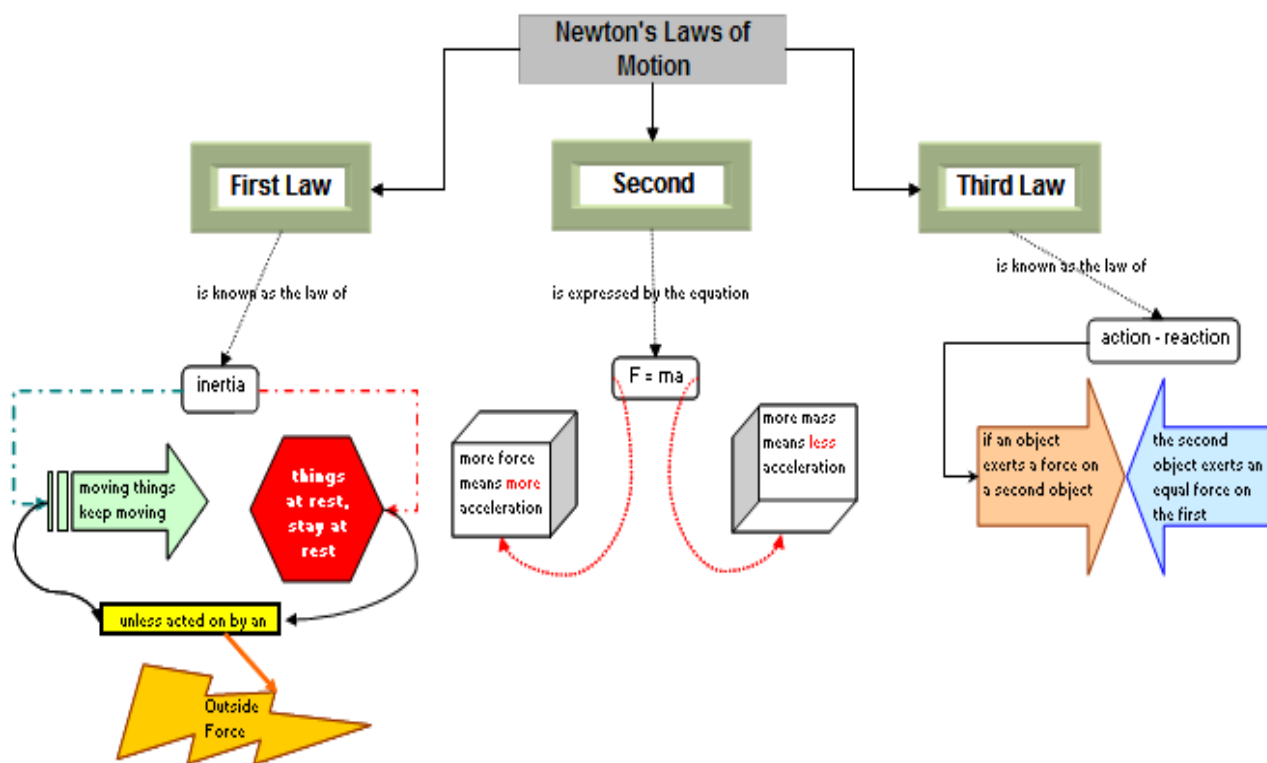 Newton's Laws of
Motion
First Law
Second
Third Law
is known as the law of
is expressed by the equation
is known as the law of
inertia
F = ma
action - reaction
moving things
keep moving
things
at rest,
stay at
rest
more force
means more
acceleration
more mass
means less
acceleration
if an object
exerts a force on
a second object
the second
object exerts an
equal force on
the first
unless acted on by an
Outside
Force